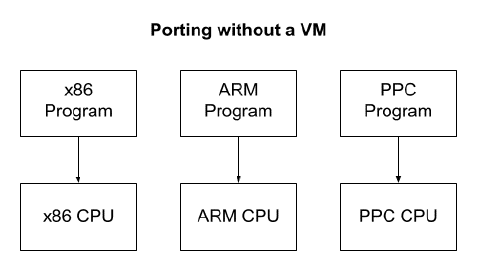 Porting without a VM
x86
Program
ARM
Program
PPC
Program
x86 CPU
ARM CPU
PPC CPU